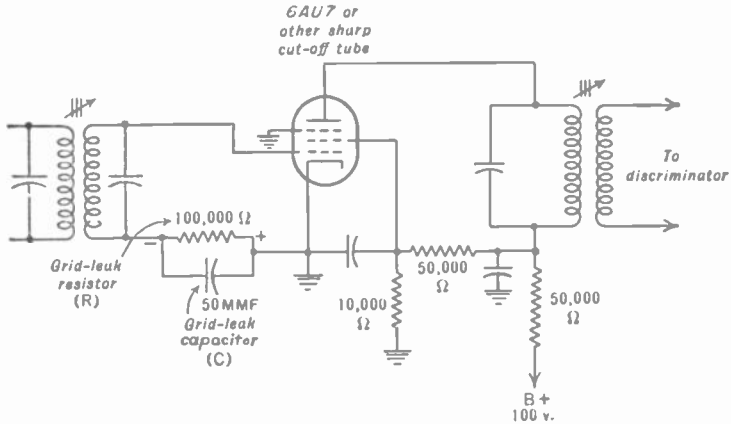 6AU7 or
other sharp
cut-off tube
To
discriminator
100,000 Ω
−
+
Grid-leak
resistor
(R)
50MMF
Grid-leak
capacitor
(C)
10,000
Ω
50,000
Ω
50,000
Ω
B+
100 v.